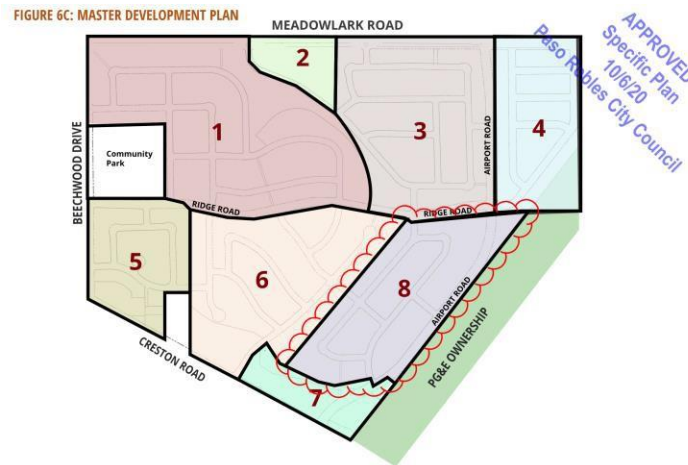 FIGURE 6C: MASTER DEVELOPMENT PLAN
MEADOWLARK ROAD
APPROVED
Specific Plan
10/6/20
Paso Robles City Council
2
1
3
4
AIRPORT ROAD
BEECHWOOD DRIVE
Community
Park
RIDGE ROAD
RIDGE ROAD
5
6
8
AIRPORT ROAD
PG&E OWNERSHIP
CRESTON ROAD
7